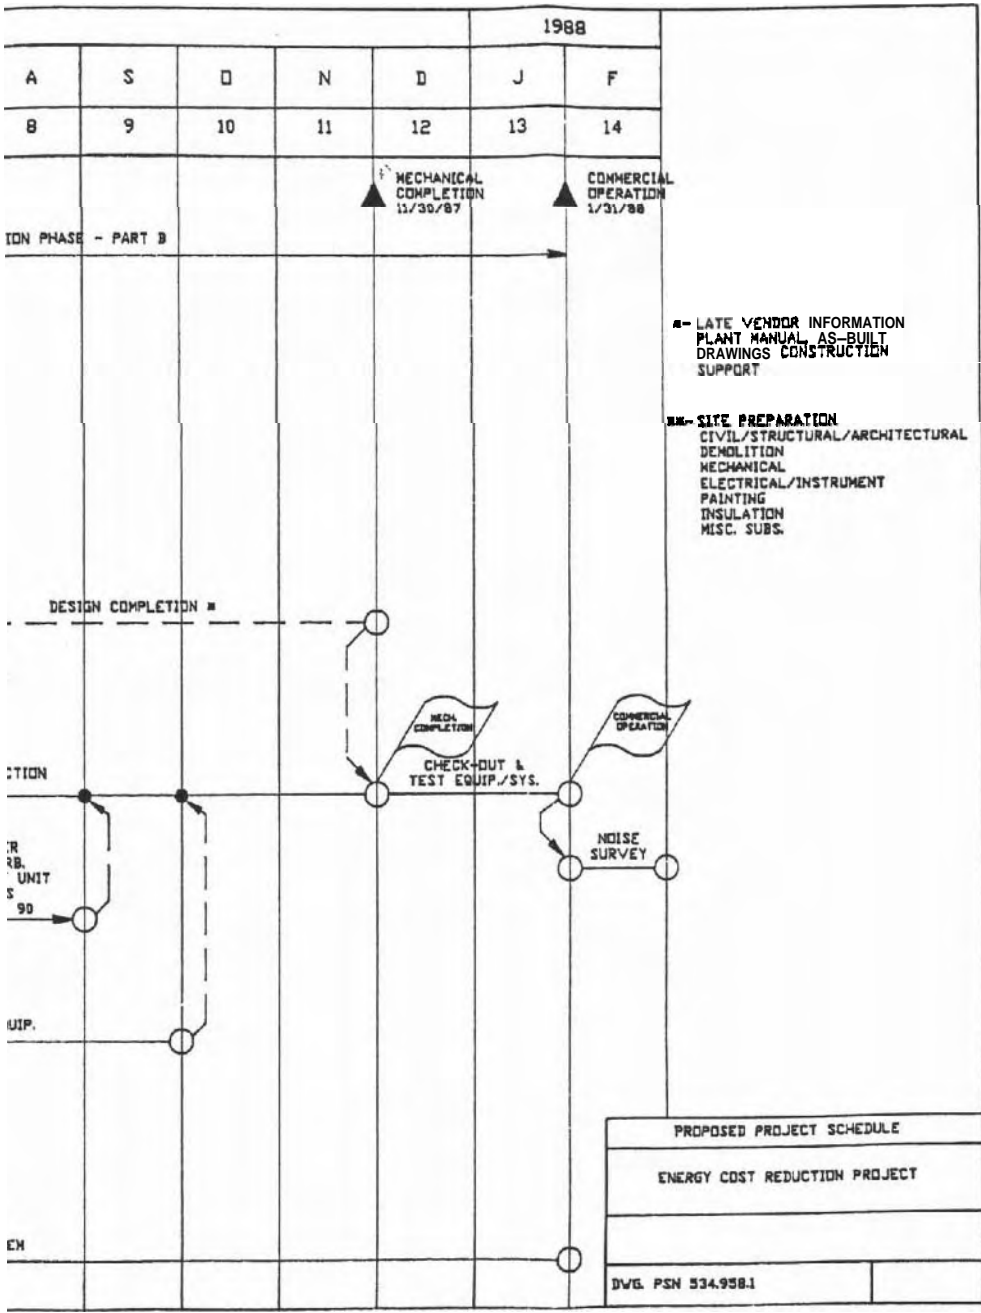 1988
A S O N D J F
8 9 10 11 12 13 14
MECHANICAL
COMPLETION
11/30/87
COMMERCIAL
OPERATION
1/31/88
ION PHASE - PART B
*- LATE VENDOR INFORMATION
PLANT MANUAL, AS-BUILT
DRAWINGS CONSTRUCTION
SUPPORT
**- SITE PREPARATION
CIVIL/STRUCTURAL/ARCHITECTURAL
DEMOLITION
MECHANICAL
ELECTRICAL/INSTRUMENT
PAINTING
INSULATION
MISC. SUBS.
DESIGN COMPLETION *
MECH.
COMPLETION
COMMERCIAL
OPERATION
CTION
CHECK-OUT &
TEST EQUIP./SYS.
NOISE
SURVEY
ER
RB.
UNIT
S
90
UIP.
EM
PROPOSED PROJECT SCHEDULE
ENERGY COST REDUCTION PROJECT
DWG. PSN 534.958.1